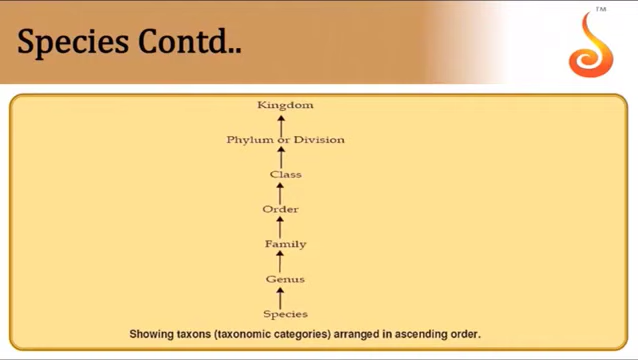 Species Contd..
TM
Kingdom
Phylum or Division
Class
Order
Family
Genus
Species
Showing taxons (taxonomic categories) arranged in ascending order.